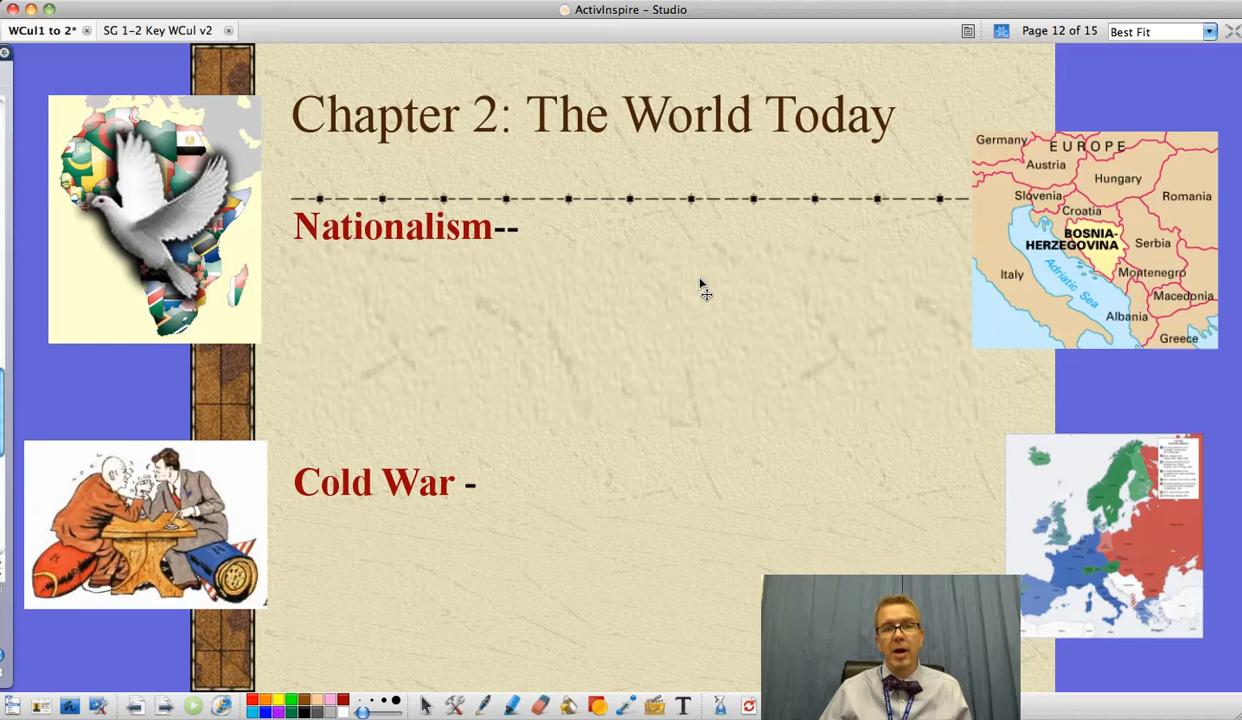 ActivInspire - Studio
WCul1 to 2*
SG 1-2 Key WCul v2
Page 12 of 15
Best Fit
Chapter 2: The World Today
Nationalism--
Germany
EUROPE
Austria
Hungary
Slovenia
Romania
Croatia
BOSNIA-
HERZEGOVINA
Serbia
Italy
Adriatic Sea
Montenegro
Macedonia
Albania
Greece
Cold War -
H
T